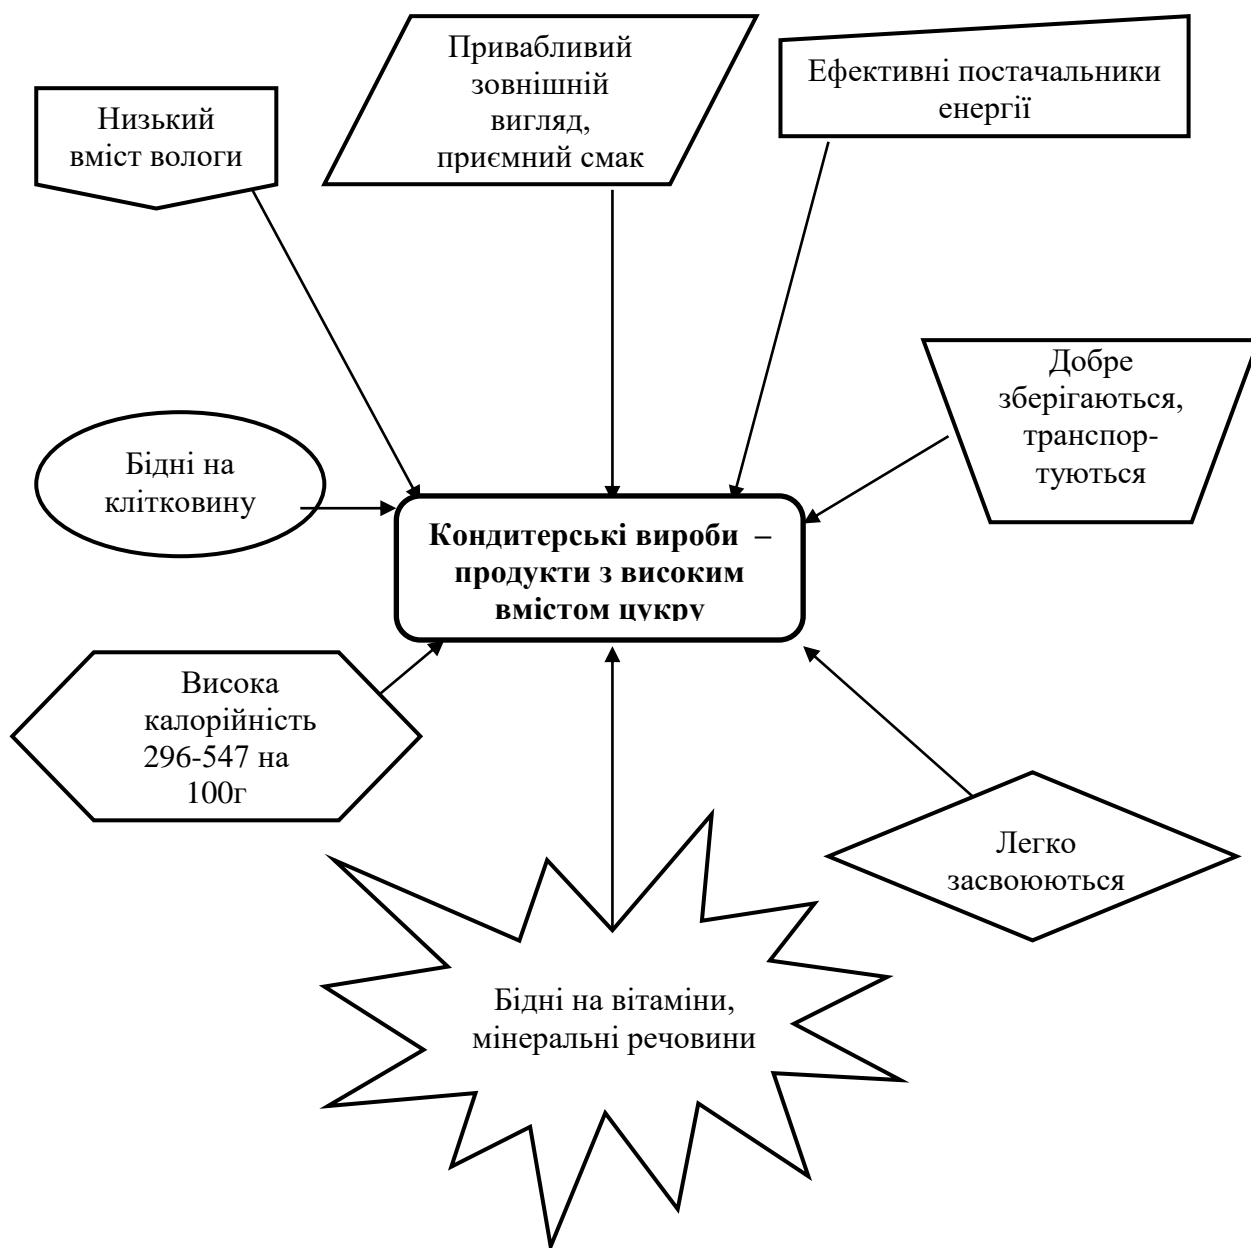 Привабливий
зовнішній
вигляд,
приємний смак
Ефективні постачальники
енергії
Низький
вміст вологи
Добре
зберігаються,
транспор-
туються
Бідні на
клітковину
Кондитерські вироби –
продукти з високим
вмістом цукру
Висока
калорійність
296-547 на
100г
Легко
засвоюються
Бідні на вітаміни,
мінеральні речовини